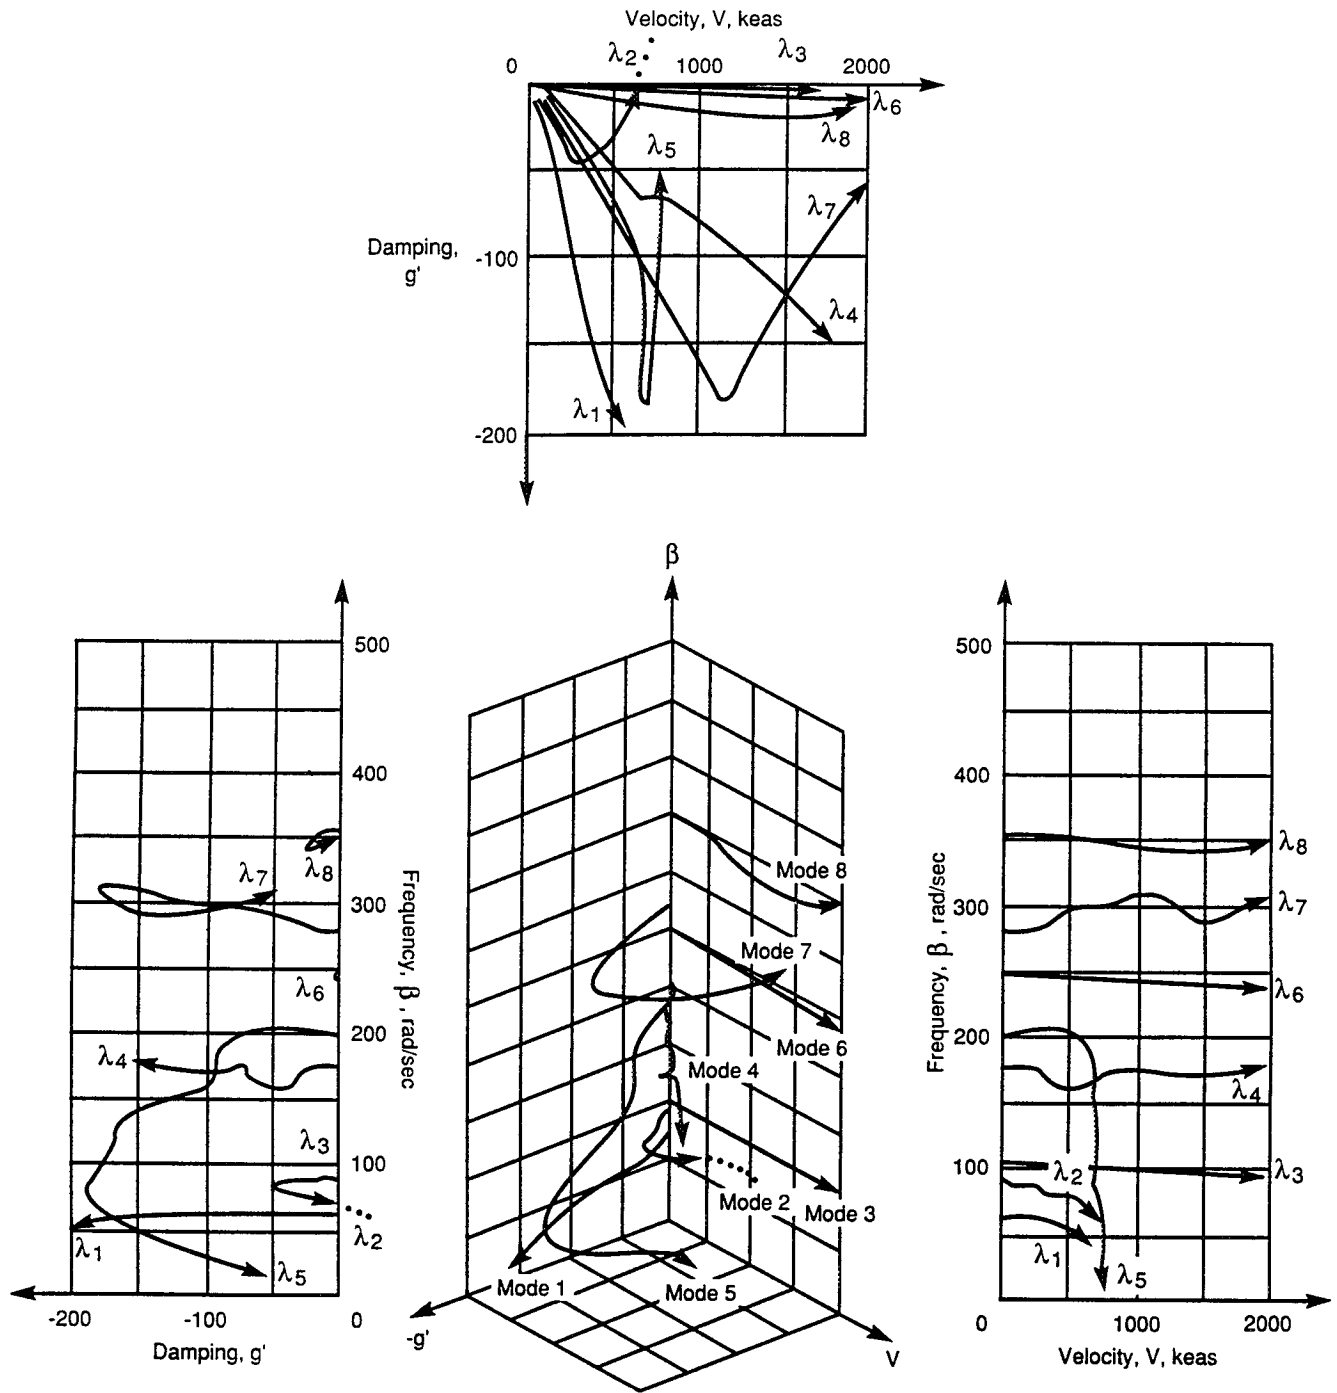 Velocity, V, keas
λ2
λ3
0
1000
2000
λ6
λ8
λ5
λ7
Damping,
g'
-100
λ4
λ1
-200
β
500
400
λ8
λ7
300
λ6
Frequency, β, rad/sec
200
λ4
λ3
100
λ1
λ2
λ5
-200
-100
0
Damping, g'
Mode 8
Mode 7
Mode 6
Mode 4
Mode 2
Mode 3
Mode 1
Mode 5
-g'
V
500
400
λ8
300
λ7
λ6
Frequency, β, rad/sec
200
λ4
100
λ2
λ3
λ1
λ5
0
1000
2000
Velocity, V, keas